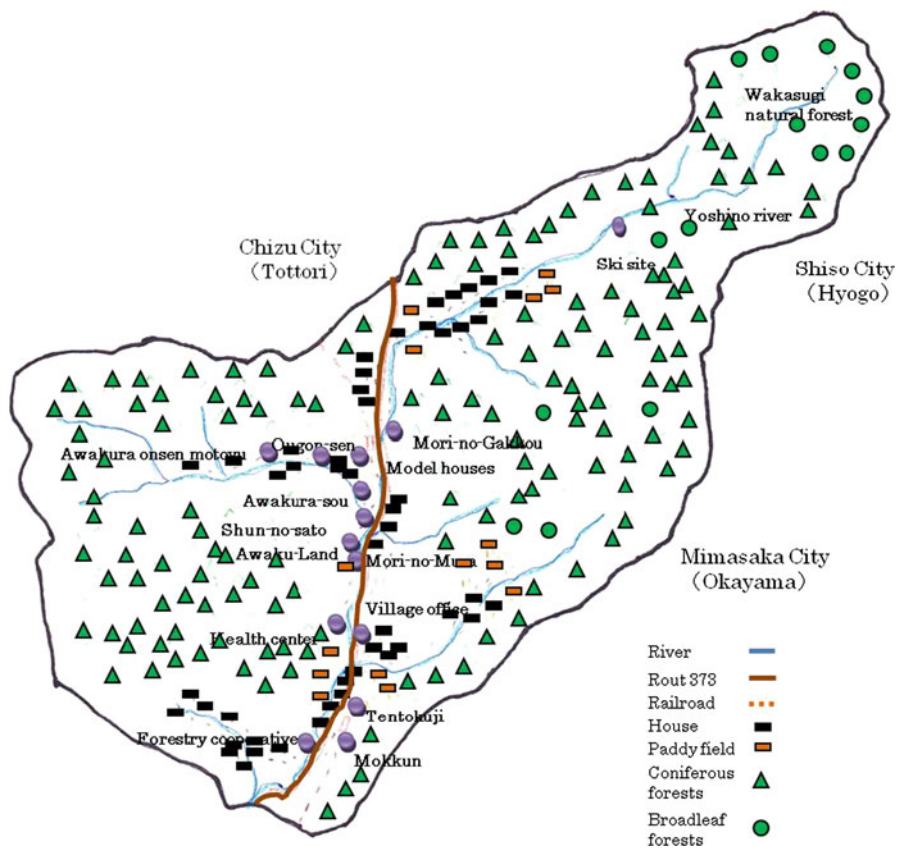 Wakasugi
natural forest
Yoshino river
Chizu City
(Tottori)
Ski site
Shiso City
(Hyogo)
Mori-no-Gakkou
Awakura onsen motoyu
Ougon-sen
Model houses
Awakura-sou
Shun-no-sato
Awaku-Land
Mori-no-Mura
Mimasaka City
(Okayama)
Village office
Health center
Tentokuji
Forestry cooperative
Mokkun
River
Rout 373
Railroad
House
Paddy field
Coniferous
forests
Broadleaf
forests